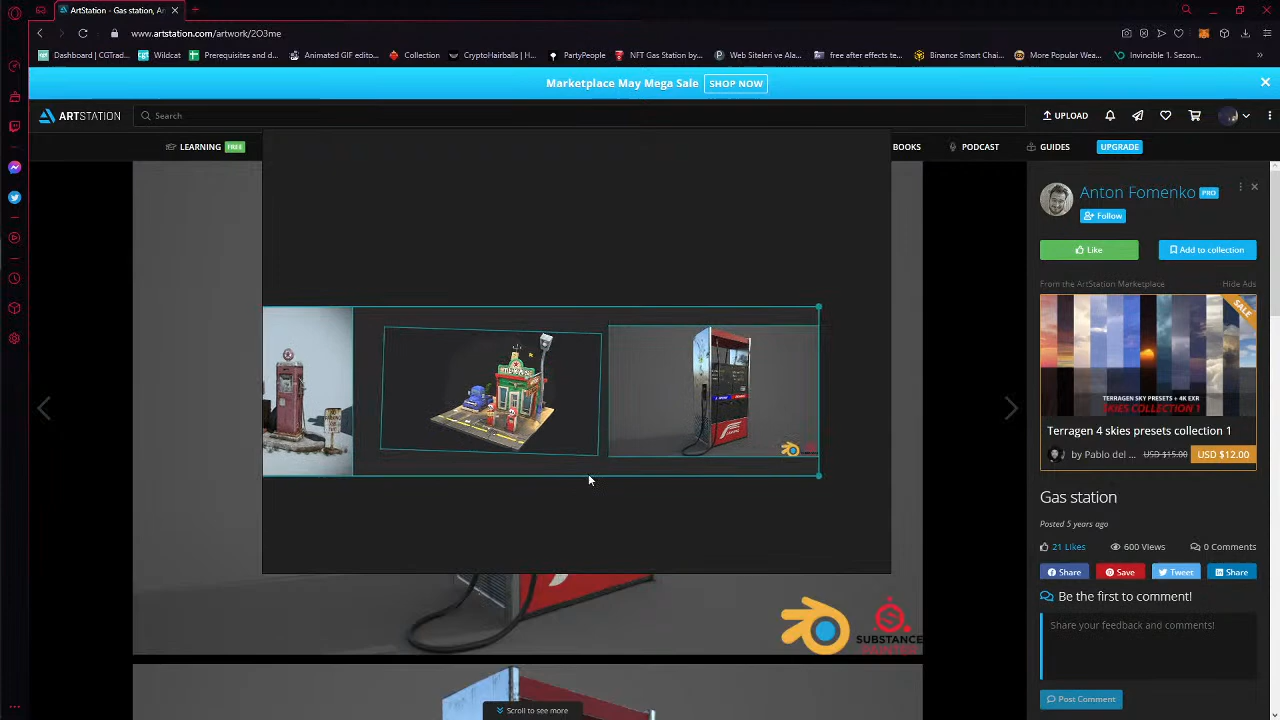 ArtStation - Gas station, An
www.artstation.com/artwork/2O3me
Dashboard | CGTrad...
Wildcat
Prerequisites and d...
Animated GIF edito...
Collection
CryptoHairballs | H...
PartyPeople
NFT Gas Station by...
Web Siteleri ve Ala...
free after effects te...
Binance Smart Chai...
More Popular Wea...
Invincible 1. Sezon...
Marketplace May Mega Sale SHOP NOW
ARTSTATION
Search
UPLOAD
LEARNING FREE
BOOKS
PODCAST
GUIDES
UPGRADE
Anton Fomenko PRO
Follow
Like
Add to collection
From the ArtStation Marketplace
Hide Ads
SALE
TERRAGEN SKY PRESETS + 4K EXR
SKIES COLLECTION 1
Terragen 4 skies presets collection 1
by Pablo del ... USD $15.00 USD $12.00
Gas station
Posted 5 years ago
21 Likes
600 Views
0 Comments
Share
Save
Tweet
Share
Be the first to comment!
Share your feedback and comments!
Post Comment
SUBSTANCE
PAINTER
Scroll to see more